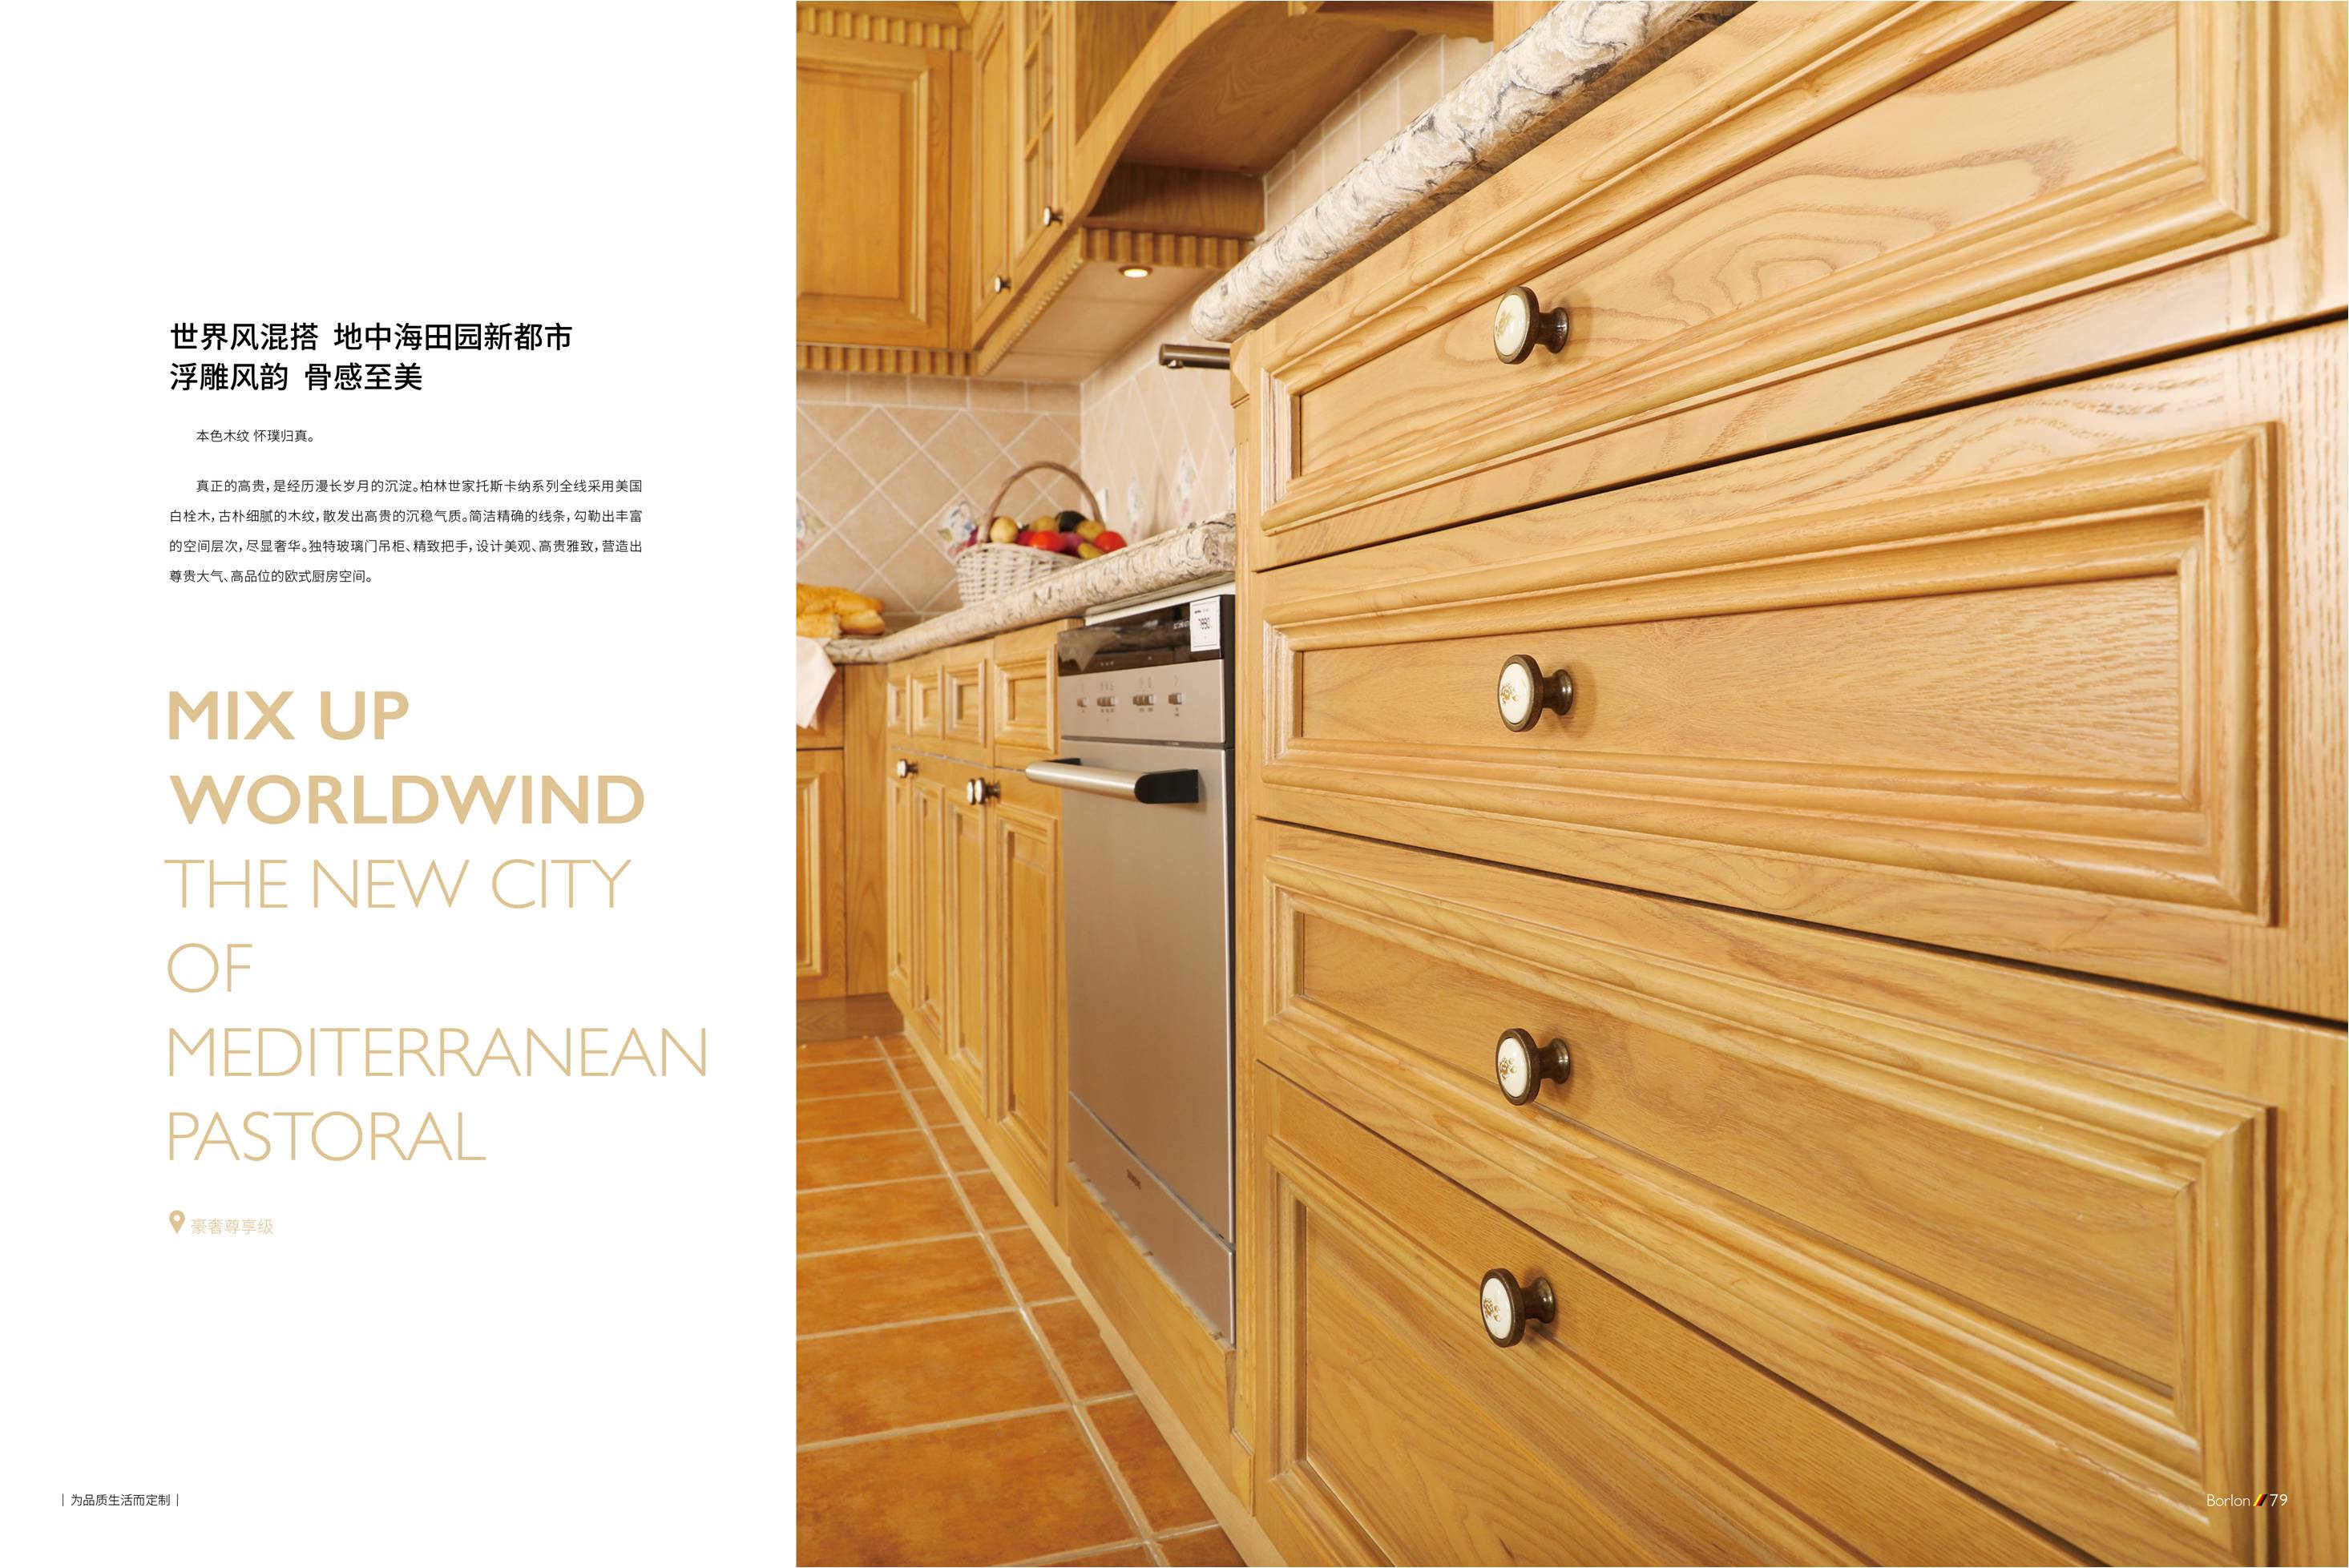 世界风混搭 地中海田园新都市
浮雕风韵 骨感至美
本色木纹 怀璞归真。
真正的高贵，是经历漫长岁月的沉淀。柏林世家托斯卡纳系列全线采用美国
白栓木，古朴细腻的木纹，散发出高贵的沉稳气质。简洁精确的线条，勾勒出丰富
的空间层次，尽显奢华。独特玻璃门吊柜、精致把手，设计美观、高贵雅致，营造出
尊贵大气、高品位的欧式厨房空间。
MIX UP
WORLDWIND
THE NEW CITY
OF
MEDITERRANEAN
PASTORAL
豪奢尊享级
| 为品质生活而定制 |
Borlon // 79